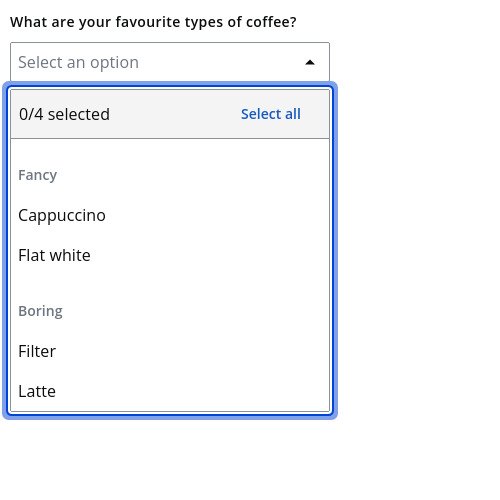 What are your favourite types of coffee?
Select an option
0/4 selected Select all
Fancy
Cappuccino
Flat white
Boring
Filter
Latte